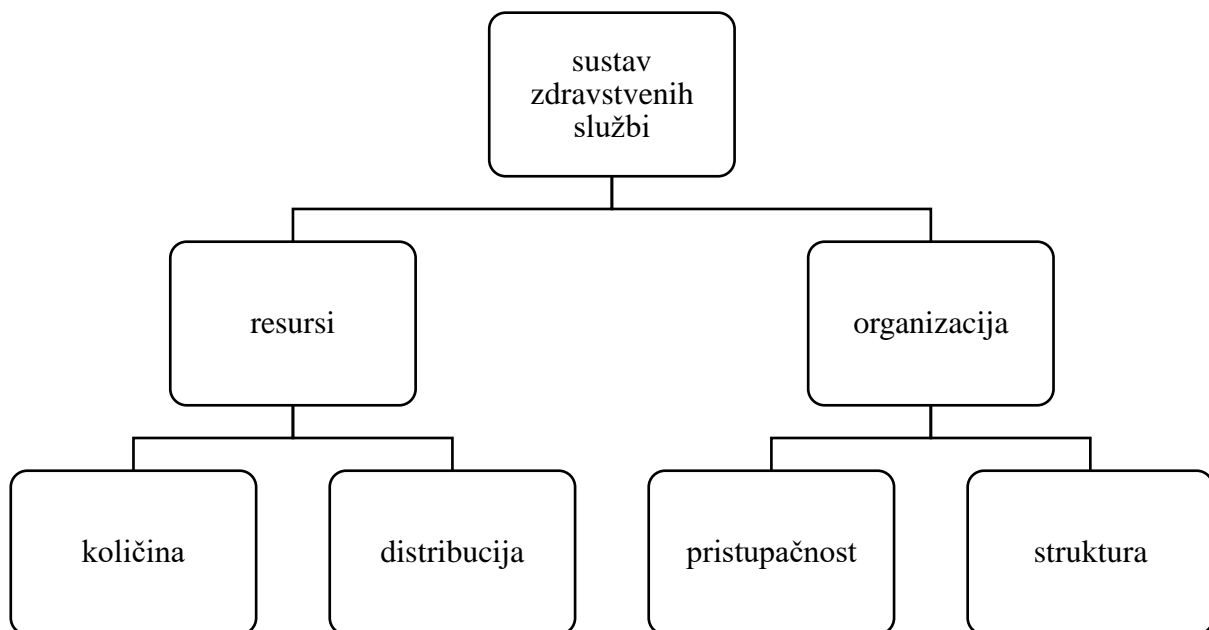 sustav
zdravstvenih
službi
resursi
organizacija
količina
distribucija
pristupačnost
struktura